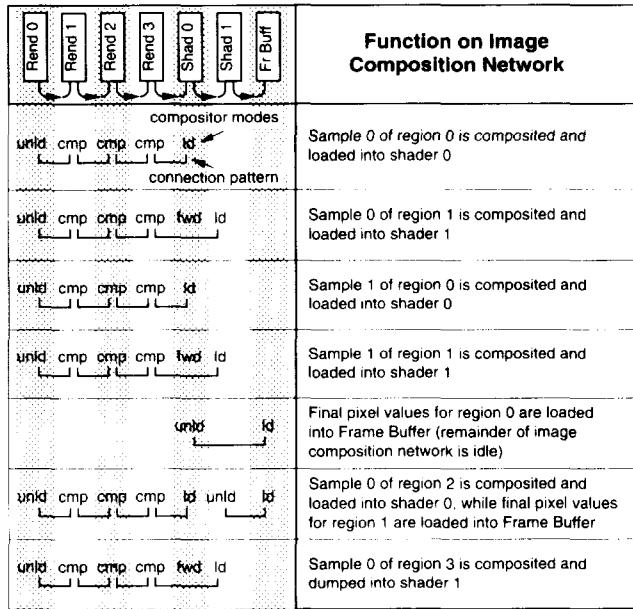 Rend 0 Rend 1 Rend 2 Rend 3 Shad 0 Shad 1 Fr Buff
Function on Image
Composition Network
compositor modes
unld cmp cmp cmp ld
connection pattern
Sample 0 of region 0 is composited and
loaded into shader 0
unld cmp cmp cmp fwd ld
Sample 0 of region 1 is composited and
loaded into shader 1
unld cmp cmp cmp ld
Sample 1 of region 0 is composited and
loaded into shader 0
unld cmp cmp cmp fwd ld
Sample 1 of region 1 is composited and
loaded into shader 1
unld ld
Final pixel values for region 0 are loaded
into Frame Buffer (remainder of image
composition network is idle)
unld cmp cmp cmp ld unld ld
Sample 0 of region 2 is composited and
loaded into shader 0, while final pixel values
for region 1 are loaded into Frame Buffer
unld cmp cmp cmp fwd ld
Sample 0 of region 3 is composited and
dumped into shader 1